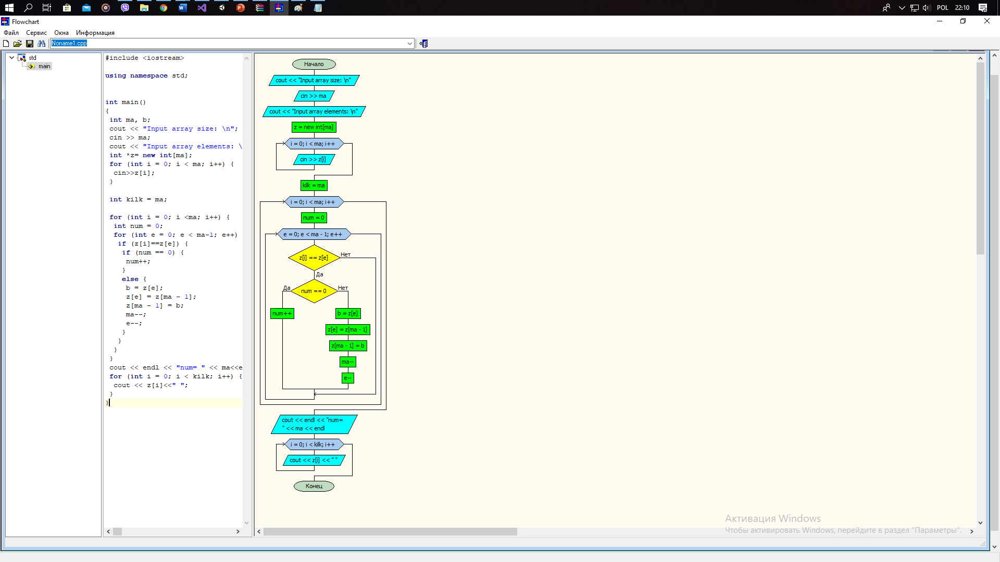 POL 22:10
Flowchart
Файл Сервис Окна Информация
Noname1.cpp
std
main
#include <iostream>
using namespace std;
int main()
{
int ma, b;
cout << "Input array size: \n";
cin >> ma;
cout << "Input array elements: \
int *z= new int[ma];
for (int i = 0; i < ma; i++) {
cin>>z[i];
}
int kilk = ma;
for (int i = 0; i <ma; i++) {
int num = 0;
for (int e = 0; e < ma-1; e++)
if (z[i]==z[e]) {
if (num == 0) {
num++;
}
else {
b = z[e];
z[e] = z[ma - 1];
z[ma - 1] = b;
ma--;
e--;
}
}
}
}
cout << endl << "num= " << ma<<e
for (int i = 0; i < kilk; i++) {
cout << z[i]<<" ";
}
}
Начало
cout << "Input array size: \n"
cin >> ma
cout << "Input array elements: \n"
z = new int[ma]
i = 0; i < ma; i++
cin >> z[i]
kilk = ma
i = 0; i < ma; i++
num = 0
e = 0; e < ma - 1; e++
z[i] == z[e]
Нет
Да
Да
num == 0
Нет
num++
b = z[e]
z[e] = z[ma - 1]
z[ma - 1] = b
ma--
e--
cout << endl << "num=
" << ma << endl
i = 0; i < kilk; i++
cout << z[i] << " "
Конец
Активация Windows
Чтобы активировать Windows, перейдите в раздел "Параметры".